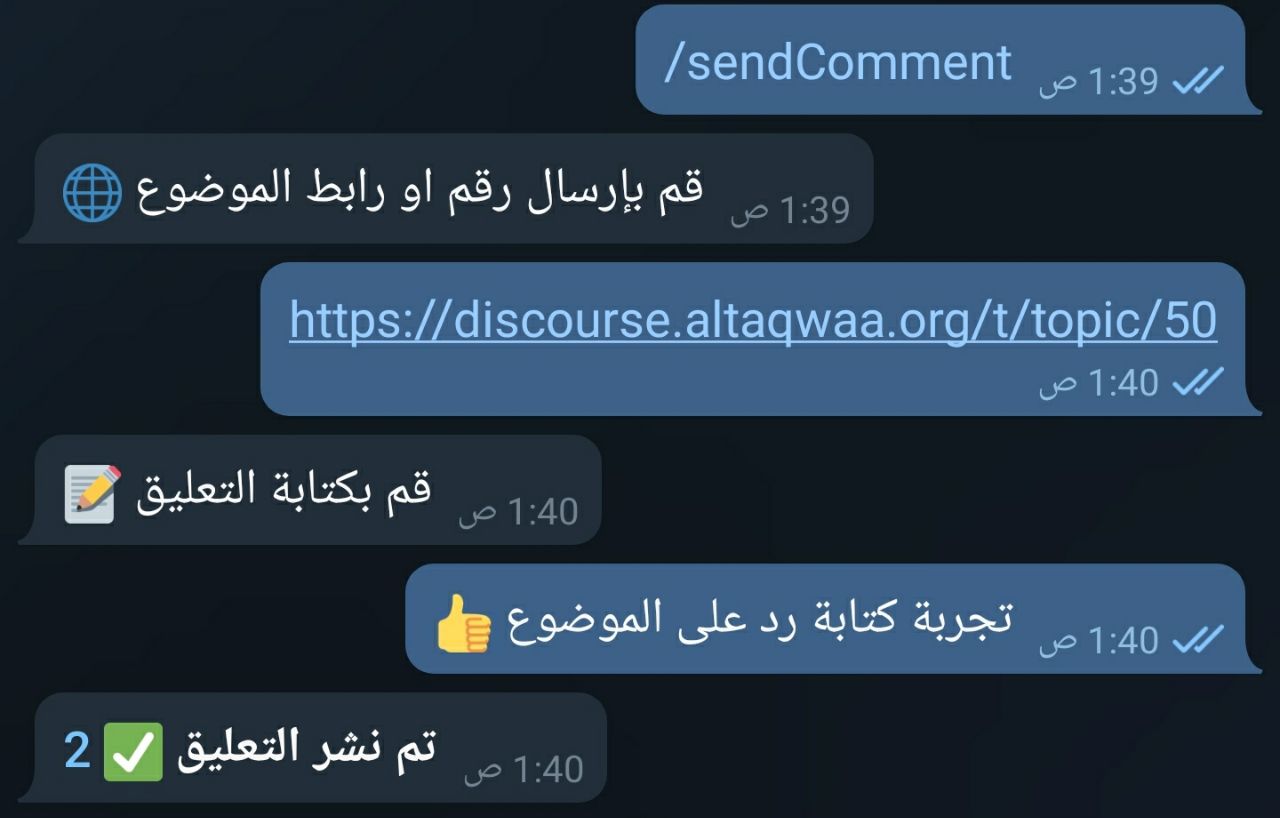 /sendComment
1:39 ص
قم بإرسال رقم او رابط الموضوع 🌐
1:39 ص
https://discourse.altaqwaa.org/t/topic/50
1:40 ص
قم بكتابة التعليق 📝
1:40 ص
تجربة كتابة رد على الموضوع 👍
1:40 ص
تم نشر التعليق ✅ 2
1:40 ص